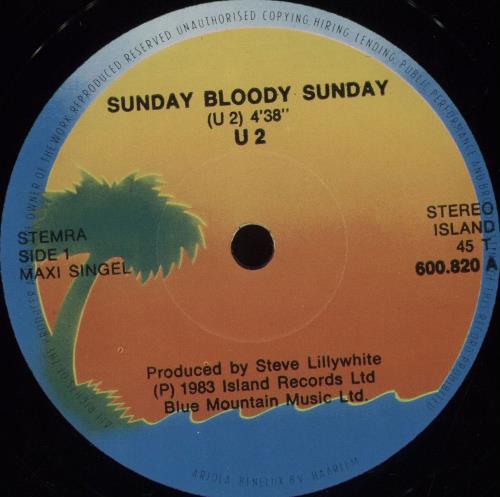 SUNDAY BLOODY SUNDAY
(U 2) 4'38"
U 2
STEMRA
SIDE 1
MAXI SINGEL
STEREO
ISLAND
45 T.
600.820 A
Produced by Steve Lillywhite
(P) 1983 Island Records Ltd
Blue Mountain Music Ltd.
OWNER OF THE WORK REPRODUCED RESERVED UNAUTHORISED COPYING, HIRING, LENDING, PUBLIC PERFORMANCE AND
ARIOLA BENELUX BV HAARLEM